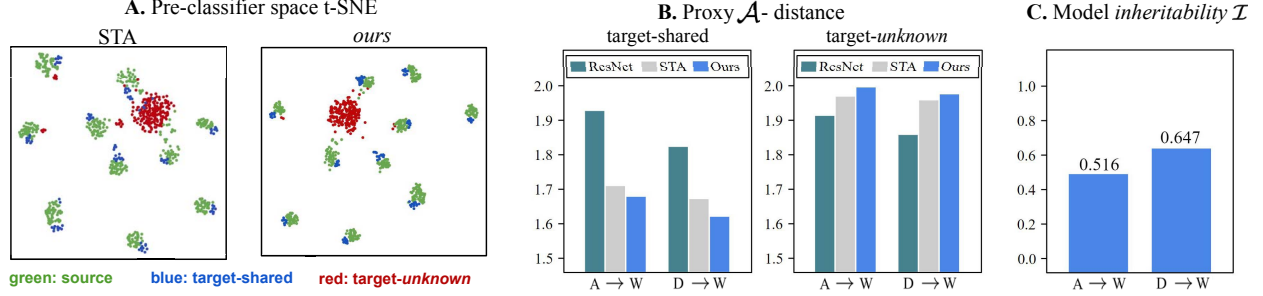 A. Pre-classifier space t-SNE
STA
ours
green: source
blue: target-shared
red: target-unknown
B. Proxy 𝒜- distance
target-shared
ResNet STA Ours
2.0
1.9
1.8
1.7
1.6
1.5
A → W
D → W
target-unknown
ResNet STA Ours
2.0
1.9
1.8
1.7
1.6
1.5
A → W
D → W
C. Model inheritability ℐ
1.0
0.8
0.6
0.4
0.2
0.0
0.516
0.647
A → W
D → W